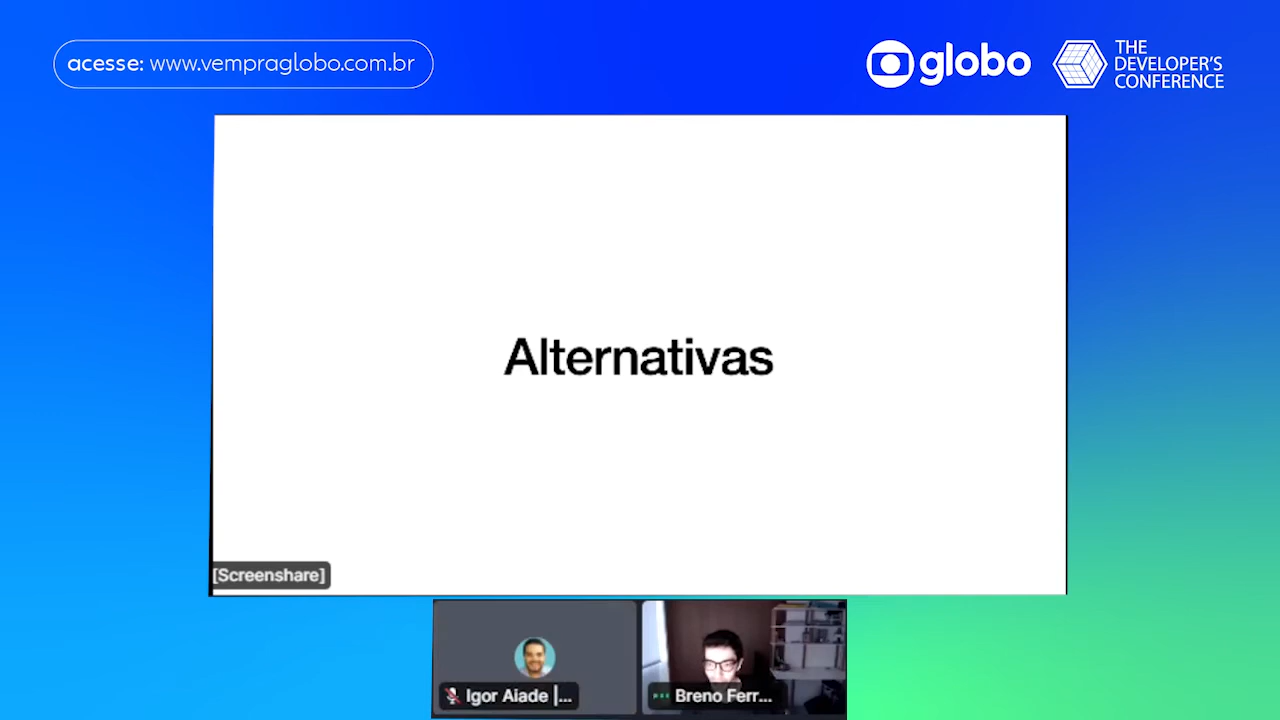 acesse: www.vempraglobo.com.br
globo
THE
DEVELOPER'S
CONFERENCE
Alternativas
[Screenshare]
Igor Aiade |...
Breno Ferr...